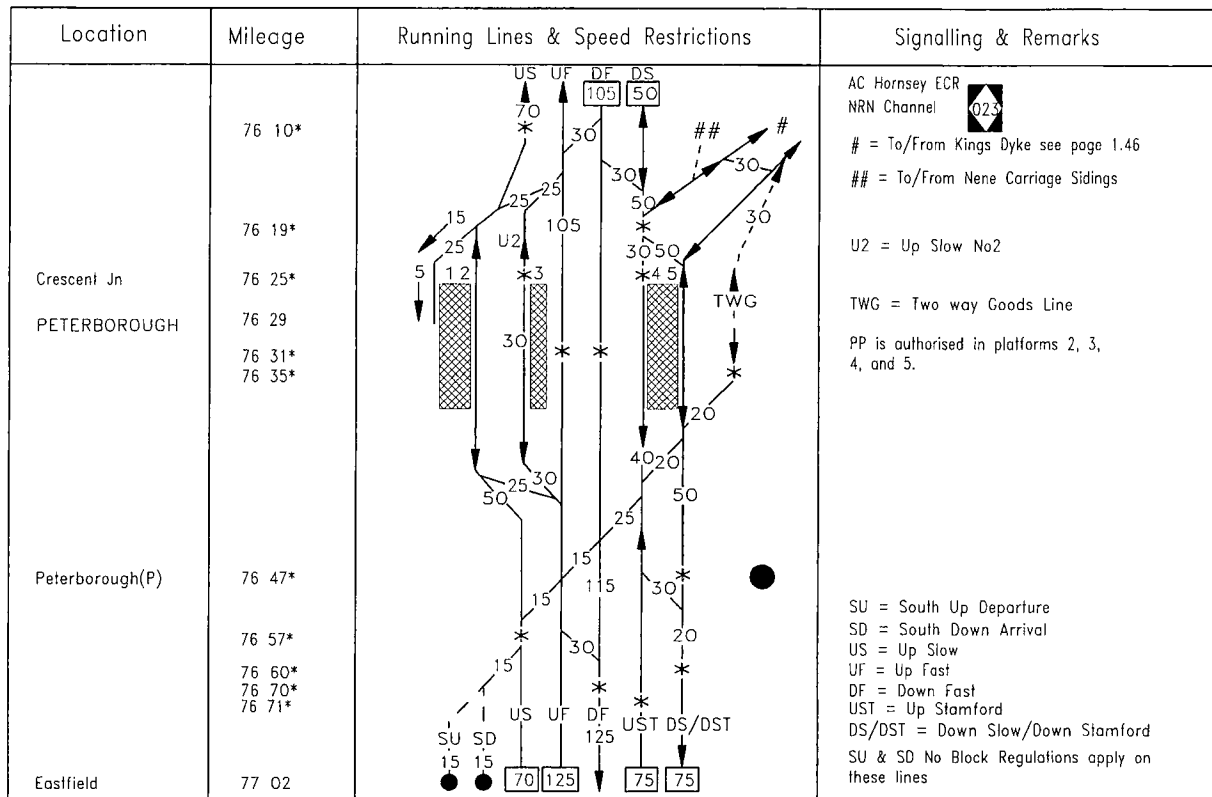 Location Mileage Running Lines & Speed Restrictions Signalling & Remarks
US UF DF DS
105 50
AC Hornsey ECR
NRN Channel 023
70
76 10*
30
##
#
# = To/From Kings Dyke see page 1.46
30
30
## = To/From Nene Carriage Sidings
25
25
50
15
105
30
76 19*
25
U2
30
50
U2 = Up Slow No2
Crescent Jn 76 25*
5 1 2 3 4 5
TWG
TWG = Two way Goods Line
PETERBOROUGH 76 29
30
PP is authorised in platforms 2, 3,
4, and 5.
76 31*
76 35*
20
40 20
25 30
50
50
25
15
Peterborough(P) 76 47*
115
30
15
SU = South Up Departure
SD = South Down Arrival
76 57*
20
US = Up Slow
30
15
UF = Up Fast
76 60*
DF = Down Fast
76 70*
UST = Up Stamford
76 71*
US UF DF UST DS/DST
DS/DST = Down Slow/Down Stamford
SU SD 125
15 15
SU & SD No Block Regulations apply on
these lines
Eastfield 77 02
70 125 75 75